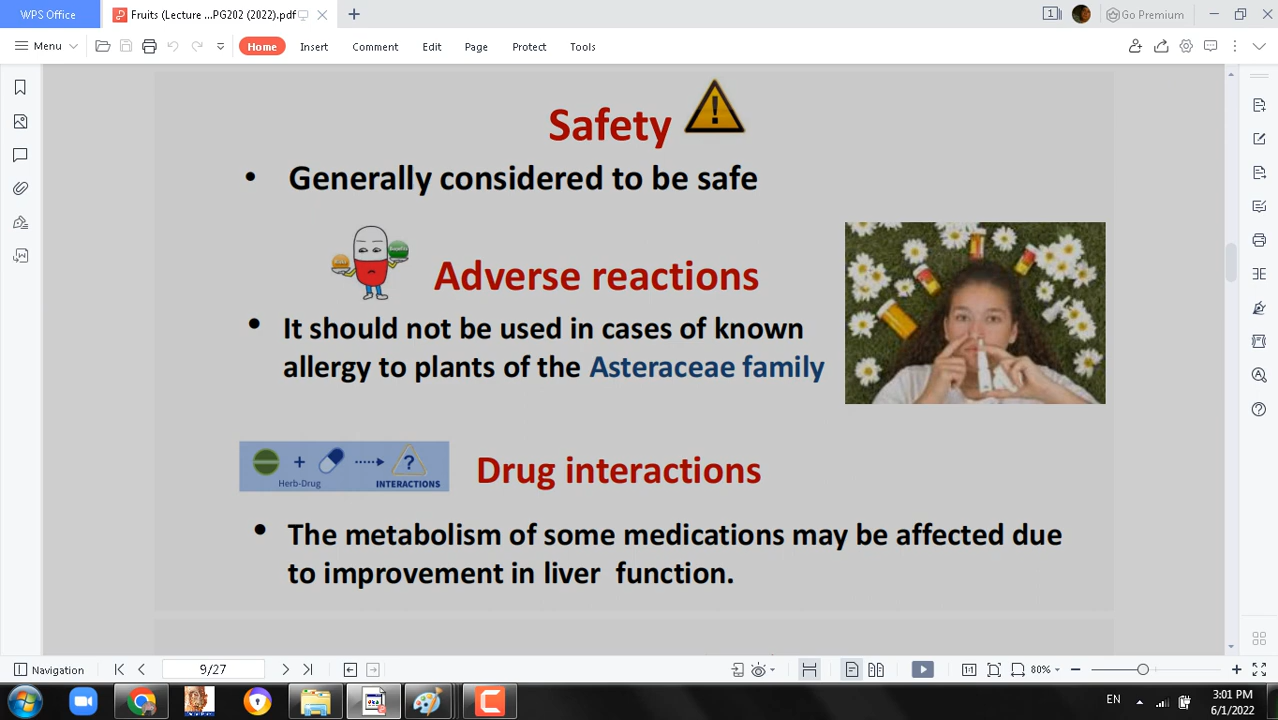 WPS Office
Fruits (Lecture ...PG202 (2022).pdf
1
Go Premium
Menu
Home
Insert
Comment
Edit
Page
Protect
Tools
Safety
• Generally considered to be safe
Adverse reactions
• It should not be used in cases of known
allergy to plants of the Asteraceae family
Herb-Drug
INTERACTIONS
Drug interactions
• The metabolism of some medications may be affected due
to improvement in liver function.
Navigation
9/27
80%
EN
3:01 PM
6/1/2022